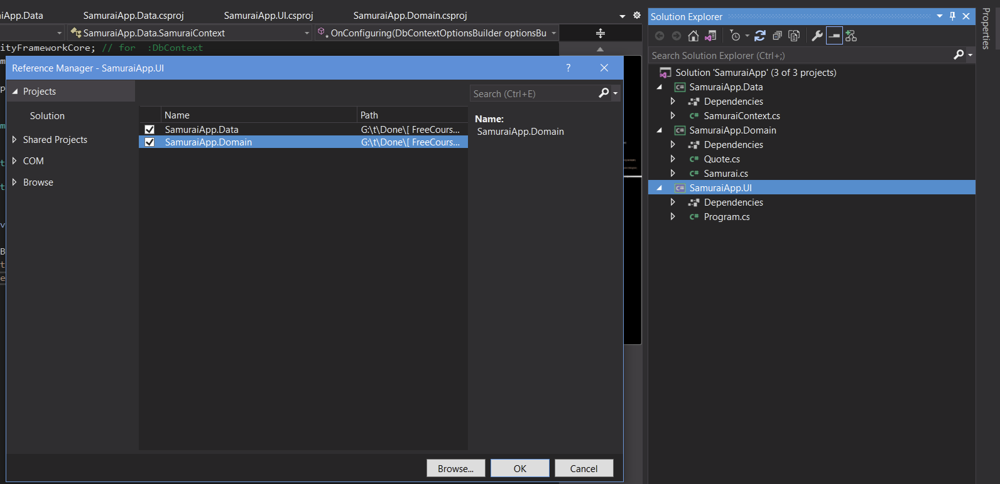 iApp.Data SamuraiApp.Data.csproj SamuraiApp.UI.csproj SamuraiApp.Domain.csproj
SamuraiApp.Data.SamuraiContext OnConfiguring(DbContextOptionsBuilder optionsBu
ityFrameworkCore; // for :DbContext
m
Reference Manager - SamuraiApp.UI ? 
p
m
t
t
v
B
t
e
Projects
Solution
Shared Projects
COM
Browse
Search (Ctrl+E)
Name Path
SamuraiApp.Data G:\t\Done\[ FreeCours...
SamuraiApp.Domain G:\t\Done\[ FreeCours...
Name:
SamuraiApp.Domain
Browse... OK Cancel
Solution Explorer
Search Solution Explorer (Ctrl+;)
Solution 'SamuraiApp' (3 of 3 projects)
C# SamuraiApp.Data
Dependencies
C# SamuraiContext.cs
C# SamuraiApp.Domain
Dependencies
C# Quote.cs
C# Samurai.cs
C# SamuraiApp.UI
Dependencies
C# Program.cs
Properties